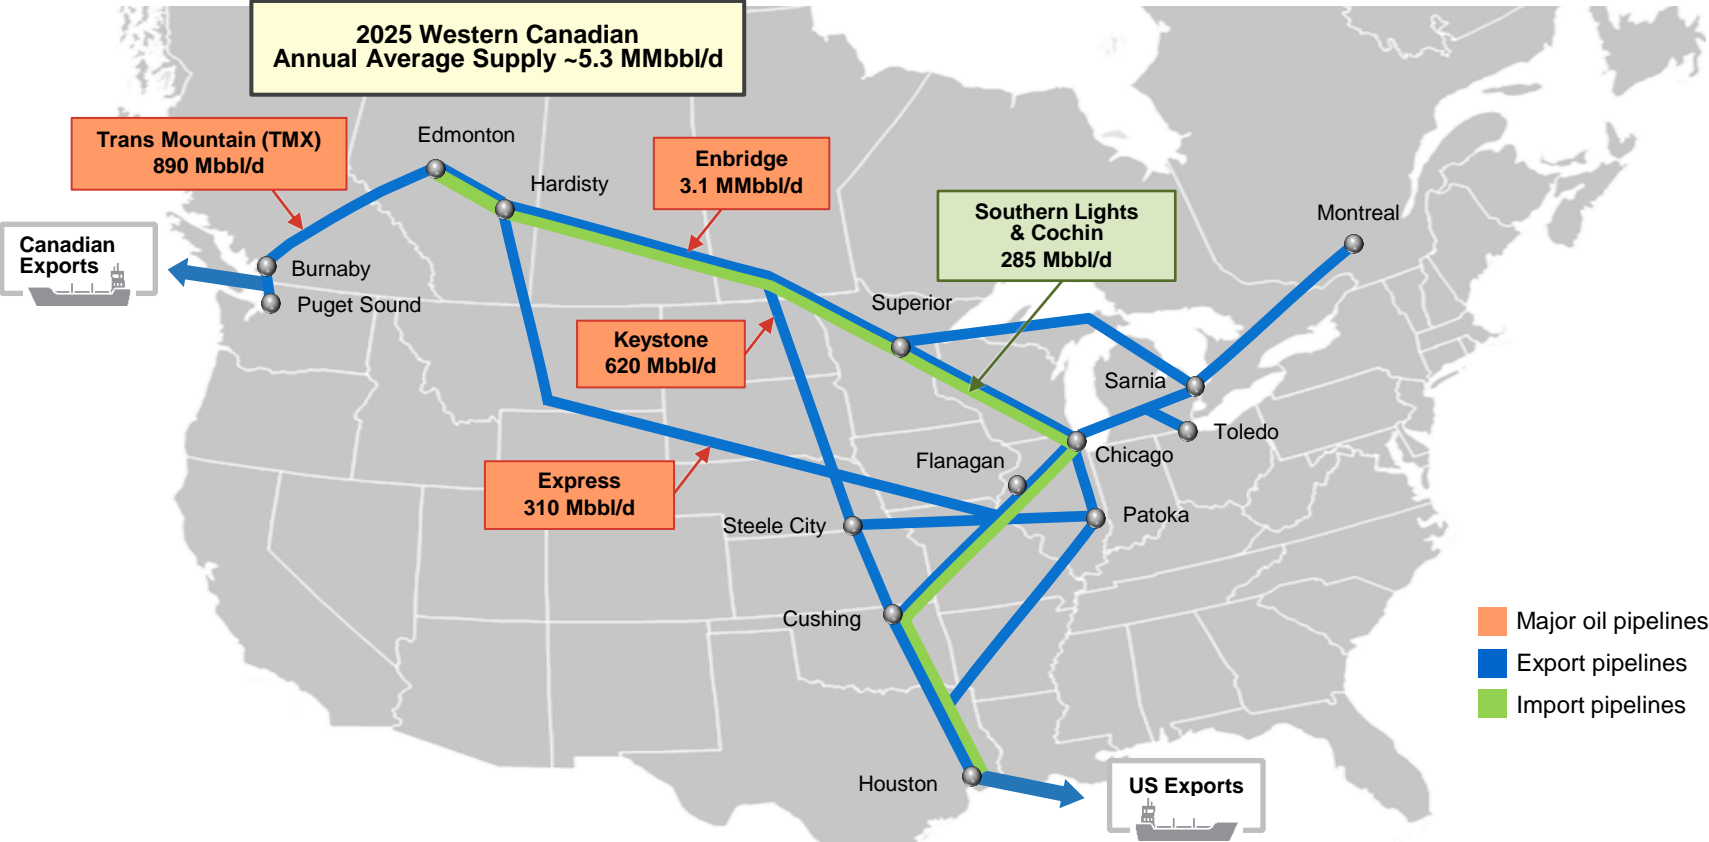 2025 Western Canadian
Annual Average Supply ~5.3 MMbbl/d
Trans Mountain (TMX)
890 Mbbl/d
Edmonton
Hardisty
Enbridge
3.1 MMbbl/d
Southern Lights
& Cochin
285 Mbbl/d
Montreal
Canadian
Exports
Burnaby
Puget Sound
Superior
Keystone
620 Mbbl/d
Sarnia
Toledo
Chicago
Flanagan
Express
310 Mbbl/d
Steele City
Patoka
Cushing
Houston
US Exports
Major oil pipelines
Export pipelines
Import pipelines